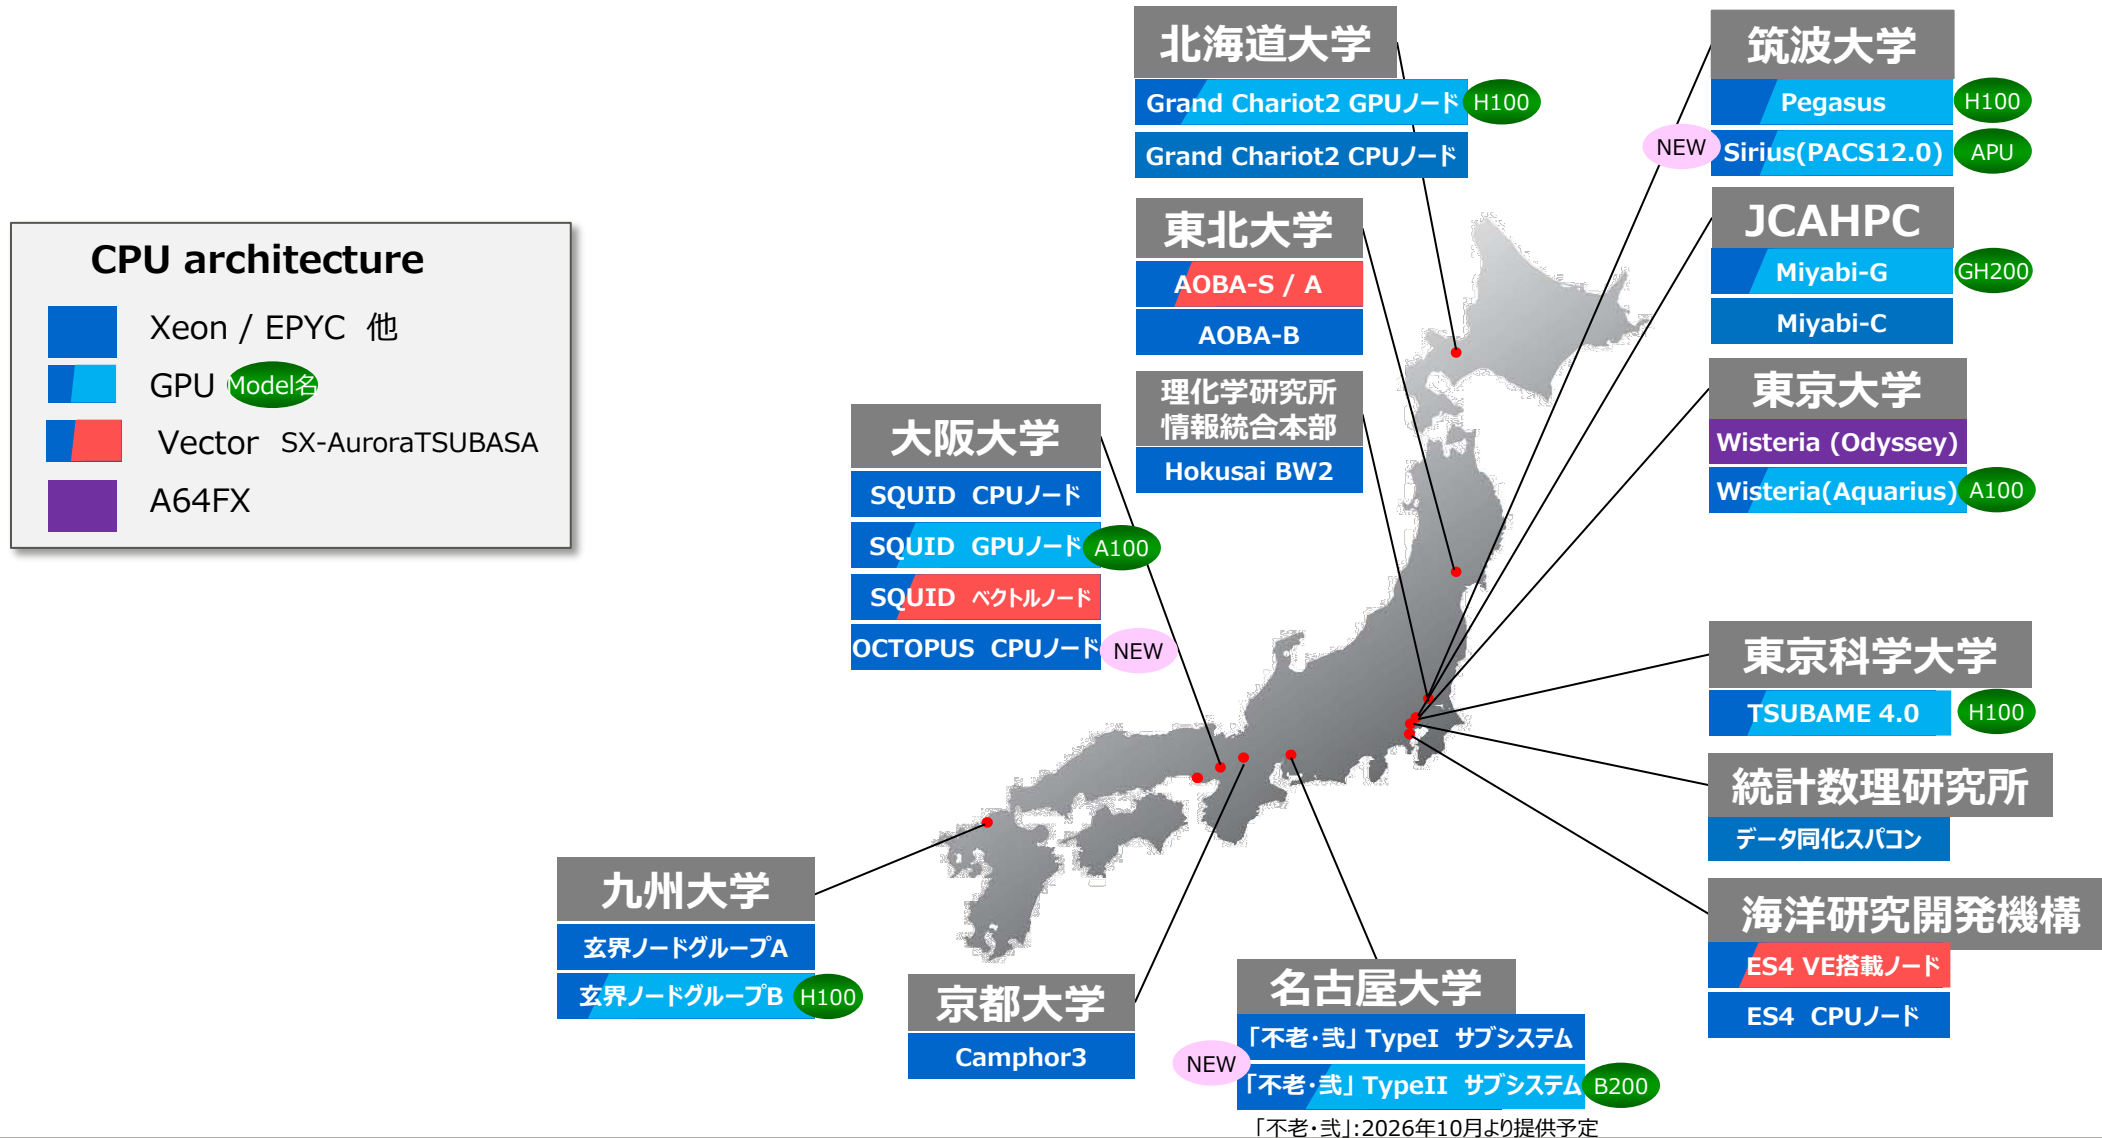 CPU architecture
Xeon / EPYC 他
GPU Model名
Vector SX-AuroraTSUBASA
A64FX
北海道大学
Grand Chariot2 GPUノード H100
Grand Chariot2 CPUノード
東北大学
AOBA-S / A
AOBA-B
理化学研究所
情報統合本部
Hokusai BW2
大阪大学
SQUID CPUノード
SQUID GPUノード A100
SQUID ベクトルノード
OCTOPUS CPUノード NEW
九州大学
玄界ノードグループA
玄界ノードグループB H100
京都大学
Camphor3
名古屋大学
「不老・弐」TypeI サブシステム
NEW
「不老・弐」TypeII サブシステム B200
「不老・弐」:2026年10月より提供予定
筑波大学
Pegasus H100
NEW Sirius(PACS12.0) APU
JCAHPC
Miyabi-G GH200
Miyabi-C
東京大学
Wisteria (Odyssey)
Wisteria(Aquarius) A100
東京科学大学
TSUBAME 4.0 H100
統計数理研究所
データ同化スパコン
海洋研究開発機構
ES4 VE搭載ノード
ES4 CPUノード